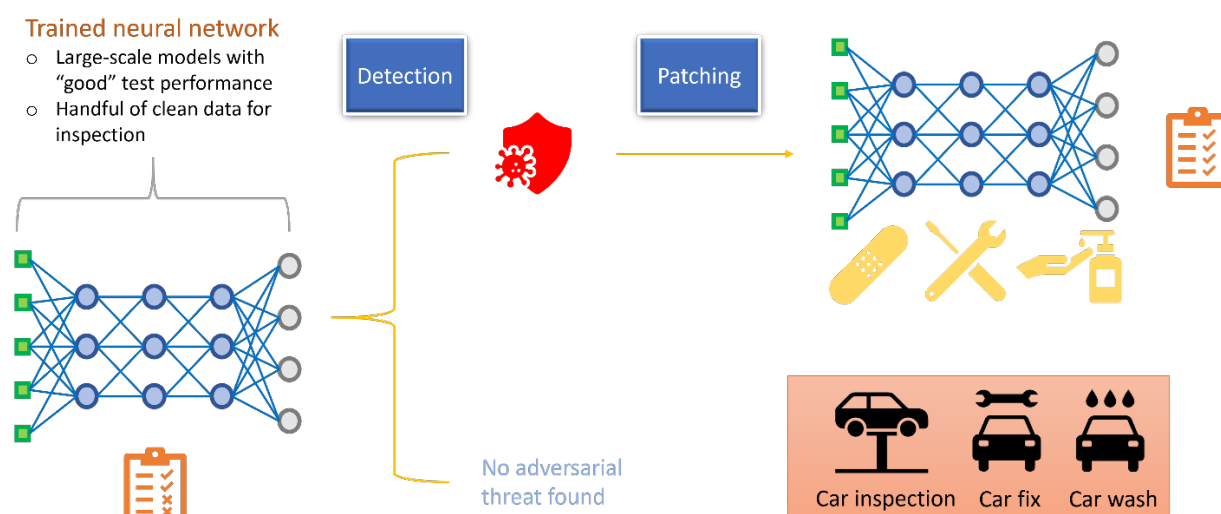 Trained neural network
o Large-scale models with
“good” test performance
o Handful of clean data for
inspection
Detection
Patching
No adversarial
threat found
Car inspection
Car fix
Car wash